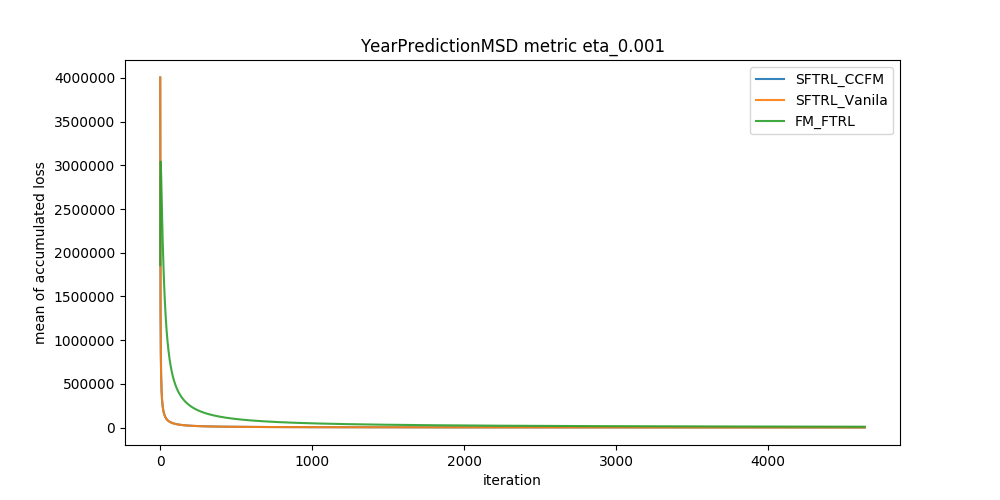 YearPredictionMSD metric eta_0.001
SFTRL_CCFM
SFTRL_Vanila
FM_FTRL
mean of accumulated loss
4000000
3500000
3000000
2500000
2000000
1500000
1000000
500000
0
0 1000 2000 3000 4000
iteration